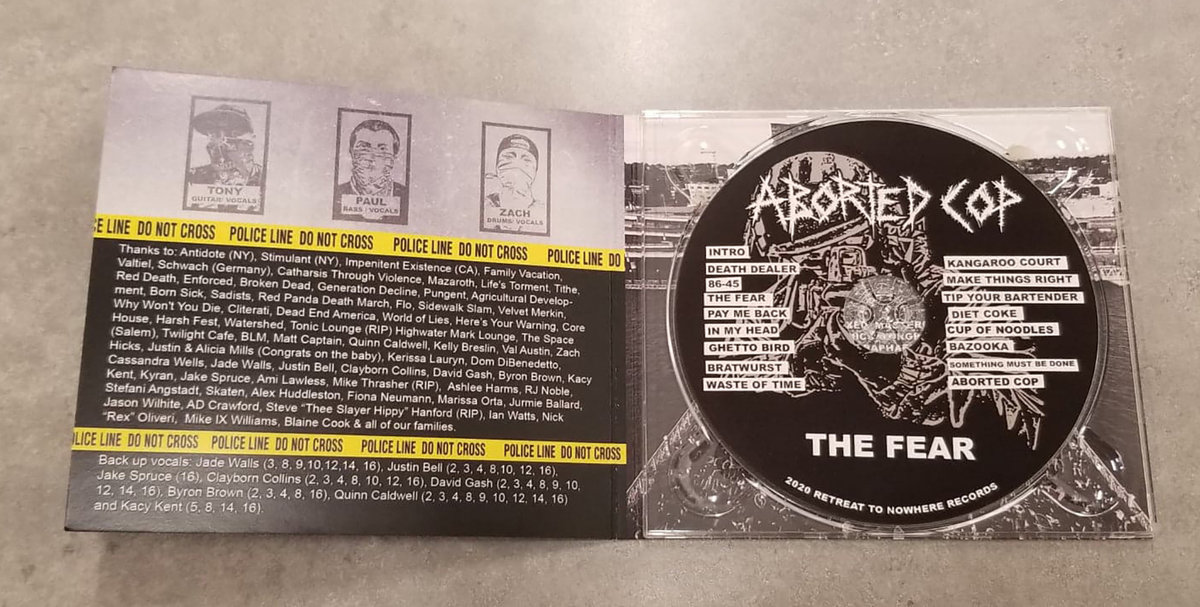 TONY
GUITAR/ VOCALS
PAUL
BASS / VOCALS
ZACH
DRUMS/ VOCALS
CE LINE DO NOT CROSS POLICE LINE DO NOT CROSS POLICE LINE DO NOT CROSS POLICE LINE DO
Thanks to: Antidote (NY), Stimulant (NY), Impenitent Existence (CA), Family Vacation,
Valtiel, Schwach (Germany), Catharsis Through Violence, Mazaroth, Life's Torment, Tithe,
Red Death, Enforced, Broken Dead, Generation Decline, Pungent, Agricultural Develop-
ment, Born Sick, Sadists, Red Panda Death March, Flo, Sidewalk Slam, Velvet Merkin,
Why Won't You Die, Cliterati, Dead End America, World of Lies, Here's Your Warning, Core
House, Harsh Fest, Watershed, Tonic Lounge (RIP) Highwater Mark Lounge, The Space
(Salem), Twilight Cafe, BLM, Matt Captain, Quinn Caldwell, Kelly Breslin, Val Austin, Zach
Hicks, Justin & Alicia Mills (Congrats on the baby), Kerissa Lauryn, Dom DiBenedetto,
Cassandra Wells, Jade Walls, Justin Bell, Clayborn Collins, David Gash, Byron Brown, Kacy
Kent, Kyran, Jake Spruce, Ami Lawless, Mike Thrasher (RIP), Ashlee Harms, RJ Noble,
Stefani Angstadt, Skaten, Alex Huddleston, Fiona Neumann, Marissa Orta, Jurmie Ballard,
Jason Wilhite, AD Crawford, Steve "Thee Slayer Hippy" Hanford (RIP), Ian Watts, Nick
"Rex" Oliveri, Mike IX Williams, Blaine Cook & all of our families.
OLICE LINE DO NOT CROSS POLICE LINE DO NOT CROSS POLICE LINE DO NOT CROSS POLICE LINE DO NOT CROSS
Back up vocals: Jade Walls (3, 8, 9,10,12,14, 16), Justin Bell (2, 3, 4, 8,10, 12, 16),
Jake Spruce (16), Clayborn Collins (2, 3, 4, 8, 10, 12, 16), David Gash (2, 3, 4, 8, 9, 10,
12, 14, 16), Byron Brown (2, 3, 4, 8, 16), Quinn Caldwell (2, 3, 4, 8, 9, 10, 12, 14, 16)
and Kacy Kent (5, 8, 14, 16).
ABORTED COP
INTRO
DEATH DEALER
86-45
THE FEAR
PAY ME BACK
IN MY HEAD
GHETTO BIRD
BRATWURST
WASTE OF TIME
KANGAROO COURT
MAKE THINGS RIGHT
TIP YOUR BARTENDER
DIET COKE
CUP OF NOODLES
BAZOOKA
SOMETHING MUST BE DONE
ABORTED COP
THE FEAR
2020 RETREAT TO NOWHERE RECORDS